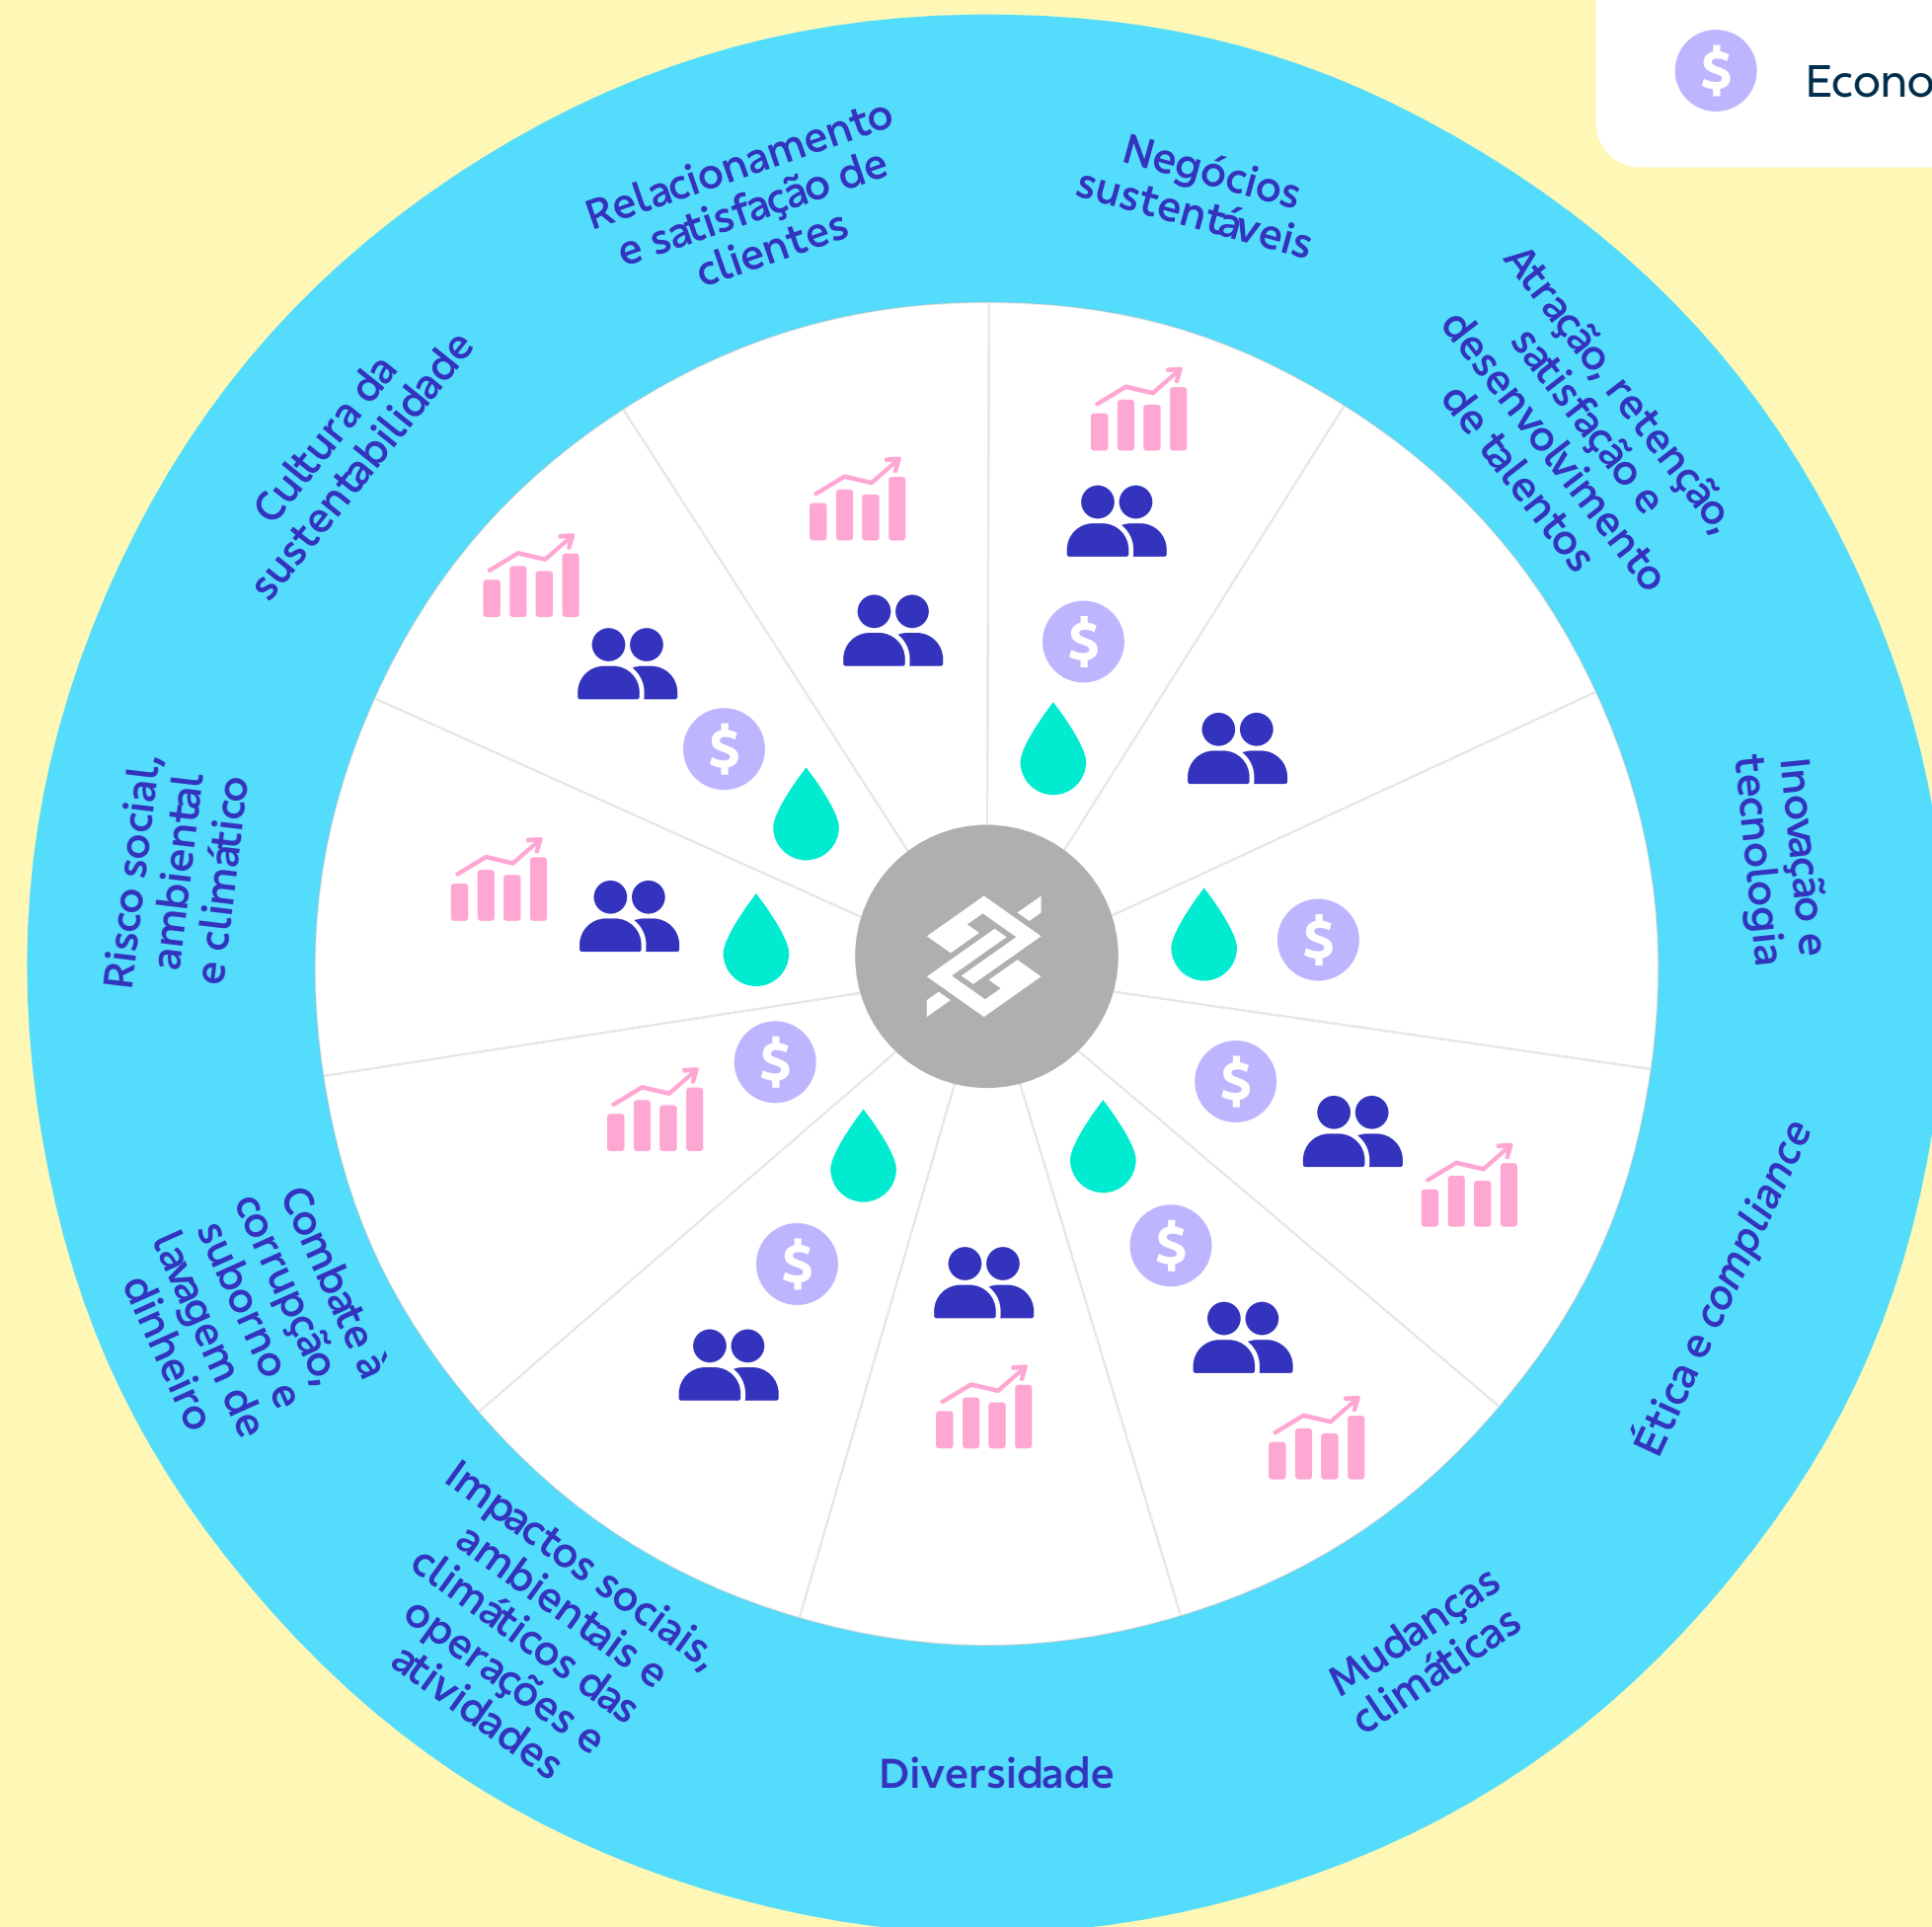 Econo
Relacionamento
e satisfação de
clientes
Negócios
sustentáveis
Atração, retenção,
satisfação e
desenvolvimento
de talentos
Inovação e
tecnologia
Ética e compliance
Mudanças
climáticas
Diversidade
Impactos sociais,
ambientais e
climáticos das
operações e
atividades
Combate à
corrupção,
suborno e
lavagem de
dinheiro
Risco social,
ambiental
e climático
Cultura da
sustentabilidade